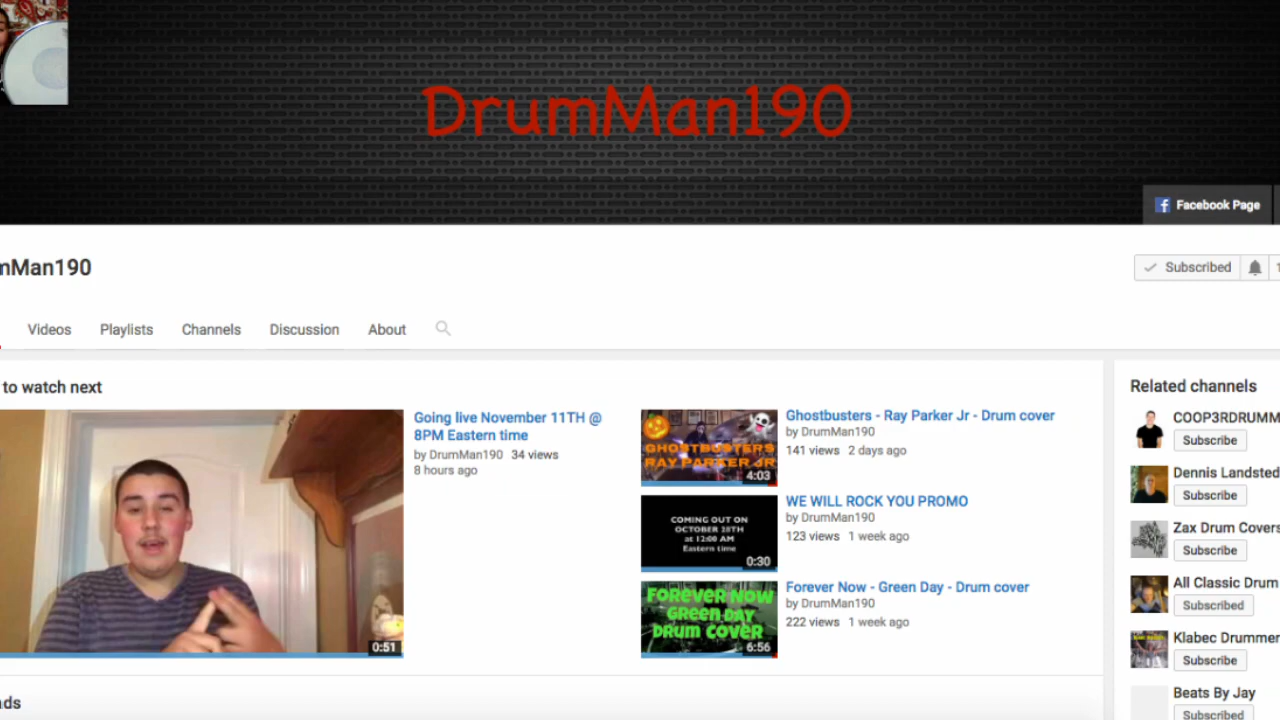 DrumMan190
Facebook Page
mMan190
Subscribed
Videos Playlists Channels Discussion About
to watch next
Going live November 11TH @
8PM Eastern time
by DrumMan190 34 views
8 hours ago
0:51
GHOSTBUSTERS
RAY PARKER JR
4:03
Ghostbusters - Ray Parker Jr - Drum cover
by DrumMan190
141 views 2 days ago
COMING OUT ON
OCTOBER 28TH
at 12:00 AM
Eastern time
0:30
WE WILL ROCK YOU PROMO
by DrumMan190
123 views 1 week ago
FOREVER NOW
GREEN DAY
DRUM COVER
6:56
Forever Now - Green Day - Drum cover
by DrumMan190
222 views 1 week ago
Related channels
COOP3RDRUMM
Subscribe
Dennis Landsted
Subscribe
Zax Drum Covers
Subscribe
All Classic Drum
Subscribed
Klabec Drummer
Subscribe
Beats By Jay
Subscribed
ads